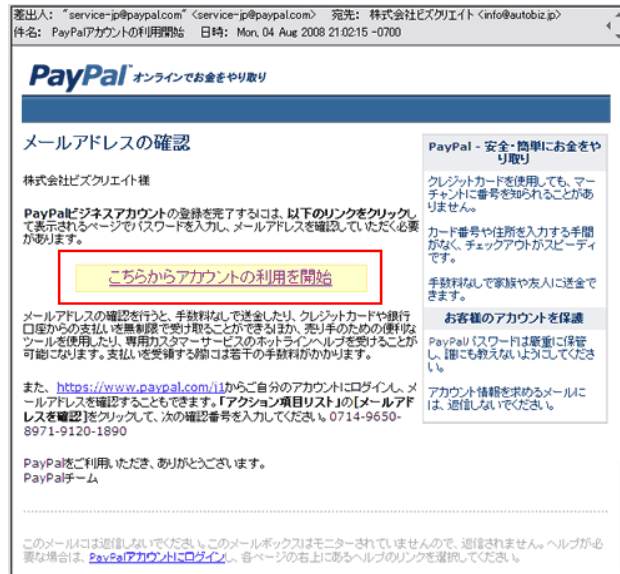 差出人: "service-jp@paypal.com" <service-jp@paypal.com> 宛先: 株式会社ビズクリエイト <info@autobiz.jp>
件名: PayPalアカウントの利用開始 日時: Mon, 04 Aug 2008 21:02:15 -0700
PayPal オンラインでお金をやり取り
メールアドレスの確認
株式会社ビズクリエイト様
PayPalビジネスアカウントの登録を完了するには、以下のリンクをクリックし
て表示されるページでパスワードを入力し、メールアドレスを確認していただく必要
があります。
こちらからアカウントの利用を開始
メールアドレスの確認を行うと、手数料なしで送金したり、クレジットカードや銀行
口座からの支払いを無制限で受け取ることができるほか、売り手のための便利な
ツールを使用したり、専用カスタマーサービスのホットラインヘルプを受けることが
可能になります。支払いを受領する際には若干の手数料がかかります。
また、https://www.paypal.com/j1からご自分のアカウントにログインし、メ
ールアドレスを確認することもできます。「アクション項目リスト」の[メールアド
レスを確認]をクリックして、次の確認番号を入力してください。0714-9650-
8971-9120-1890
PayPalをご利用いただき、ありがとうございます。
PayPalチーム
PayPal - 安全・簡単にお金をや
り取り
クレジットカードを使用しても、マー
チャントに番号を知られることがあ
りません。
カード番号や住所を入力する手間
がなく、チェックアウトがスピーディ
です。
手数料なしで家族や友人に送金で
きます。
お客様のアカウントを保護
PayPalパスワードは厳重に保管
し、誰にも教えないようにしてくださ
い。
アカウント情報を求めるメールに
は、返信しないでください。
このメールには返信しないでください。このメールボックスはモニターされていませんので、返信されません。ヘルプが必
要な場合は、PayPalアカウントにログインし、各ページの右上にあるヘルプのリンクを選択してください。